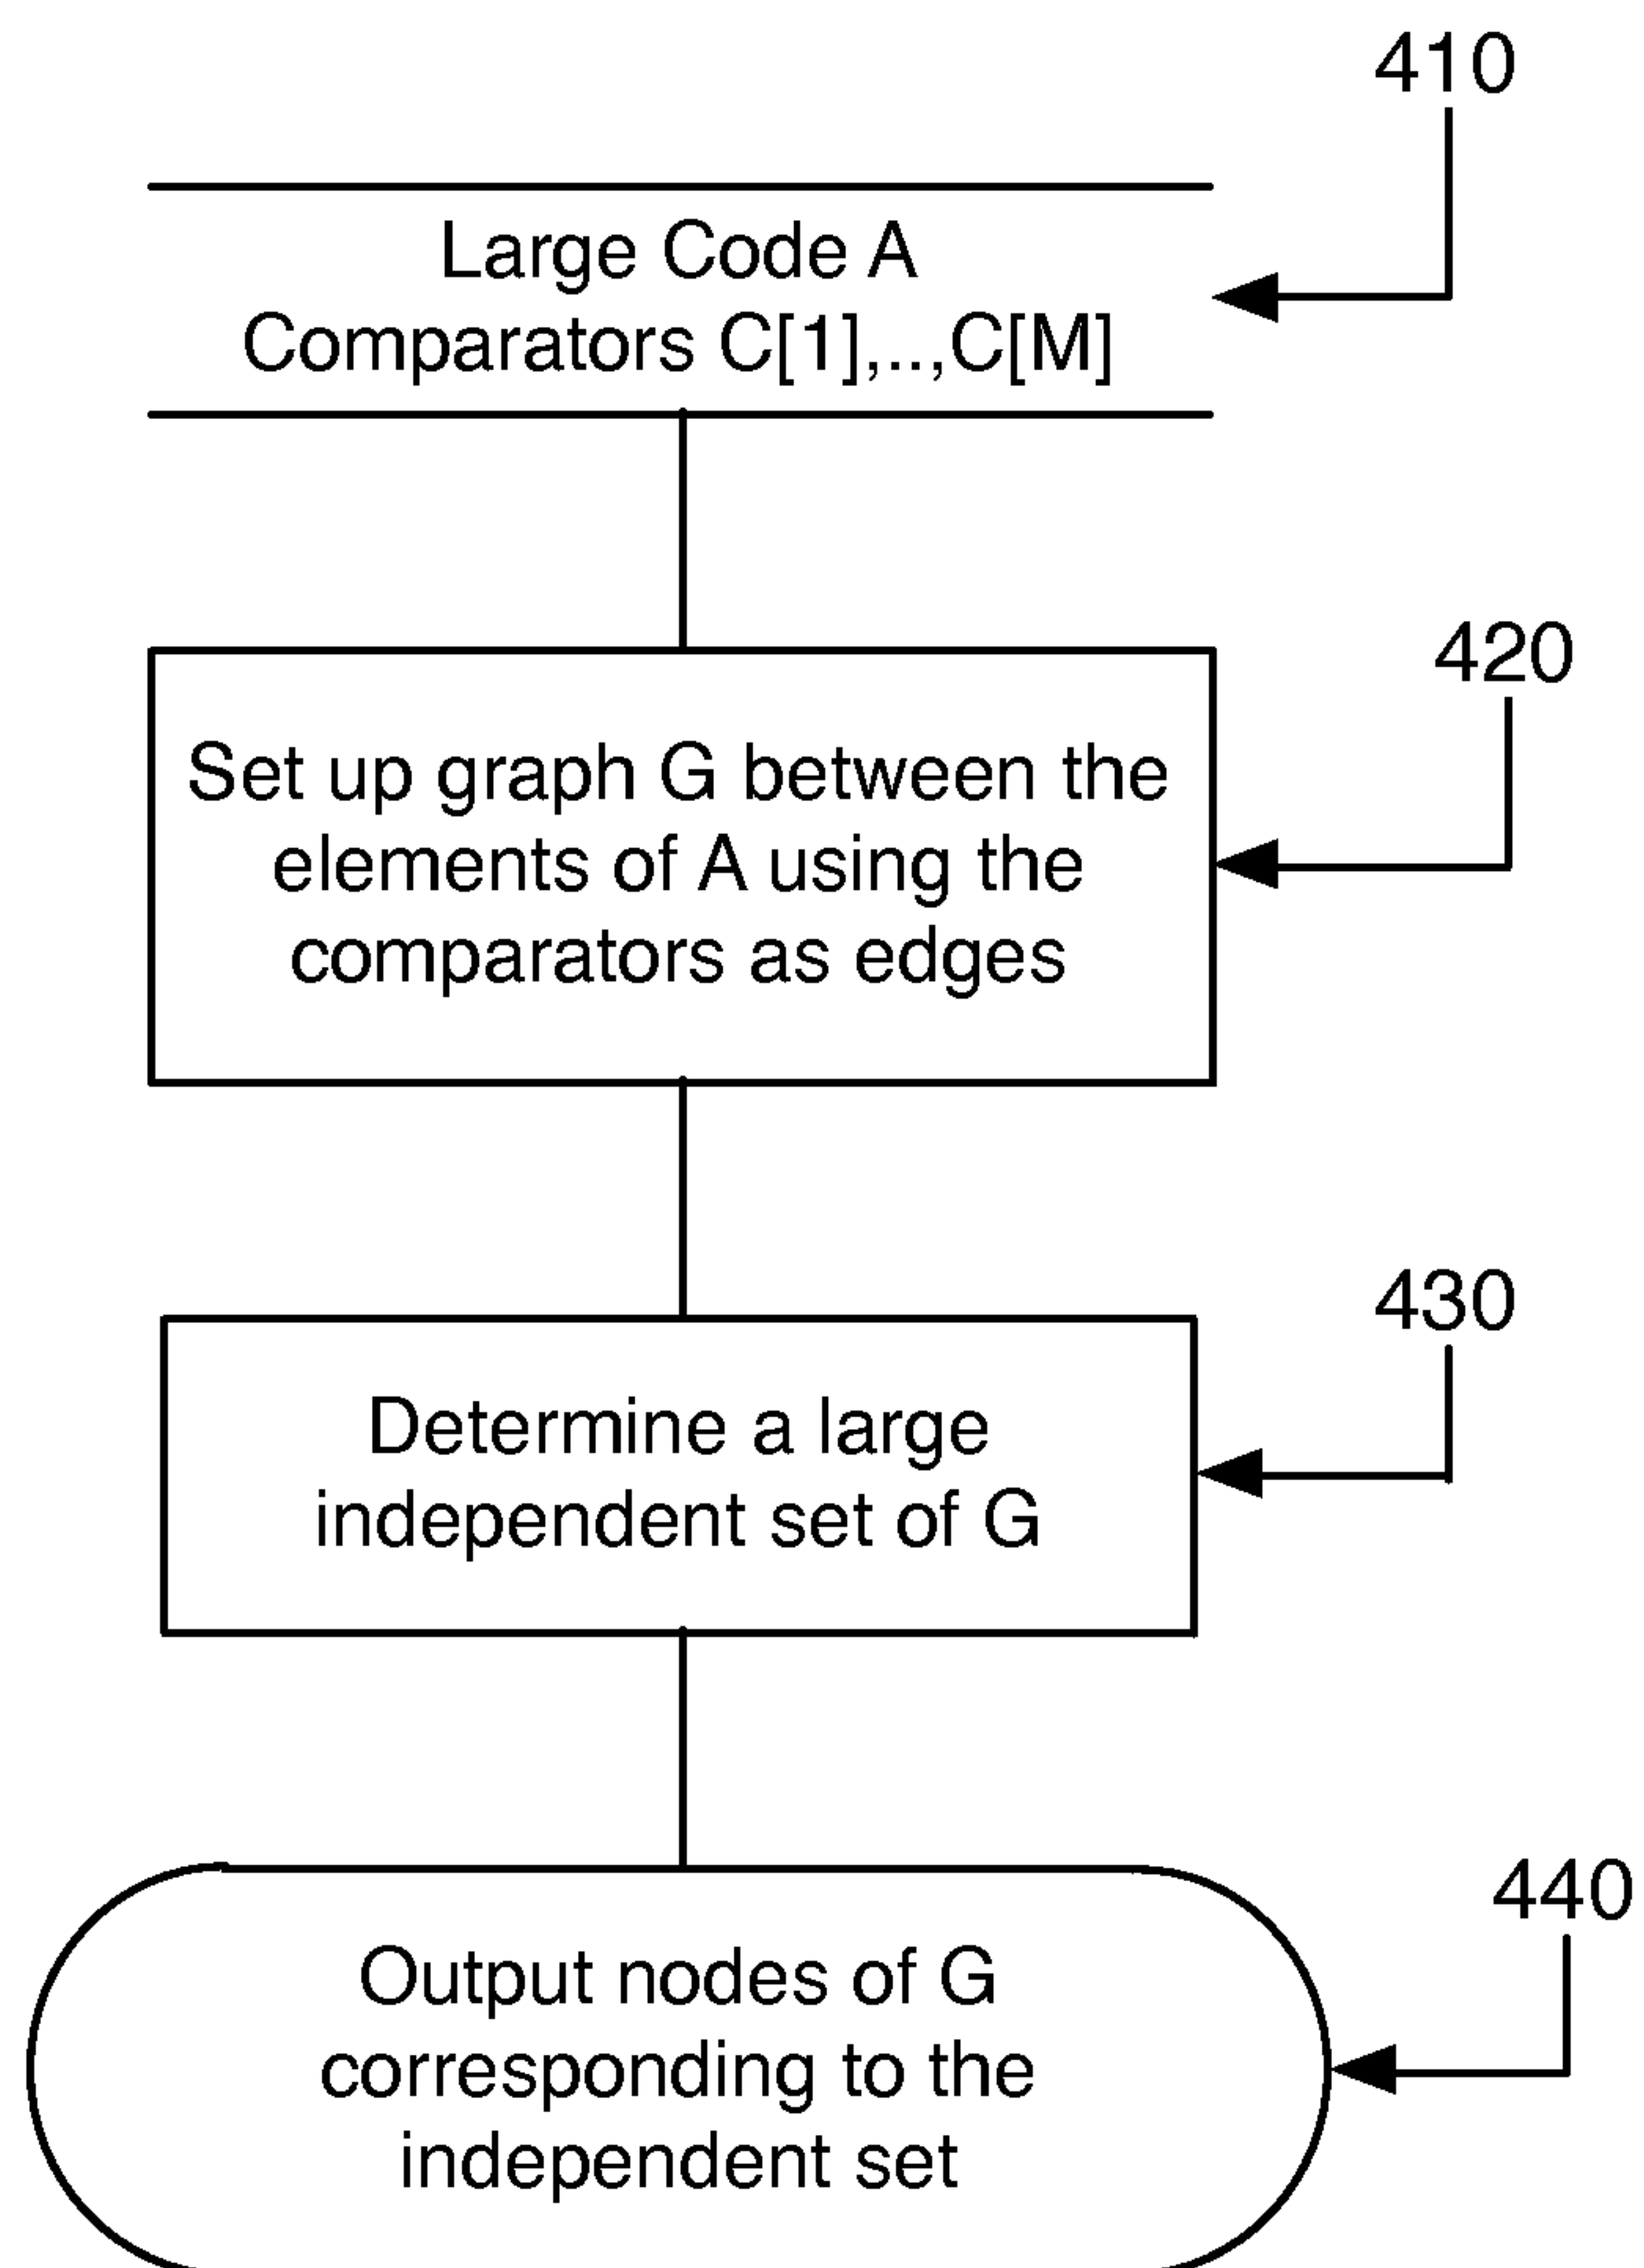 410
Large Code A
Comparators C[1],..,C[M]
420
Set up graph G between the
elements of A using the
comparators as edges
430
Determine a large
independent set of G
440
Output nodes of G
corresponding to the
independent set